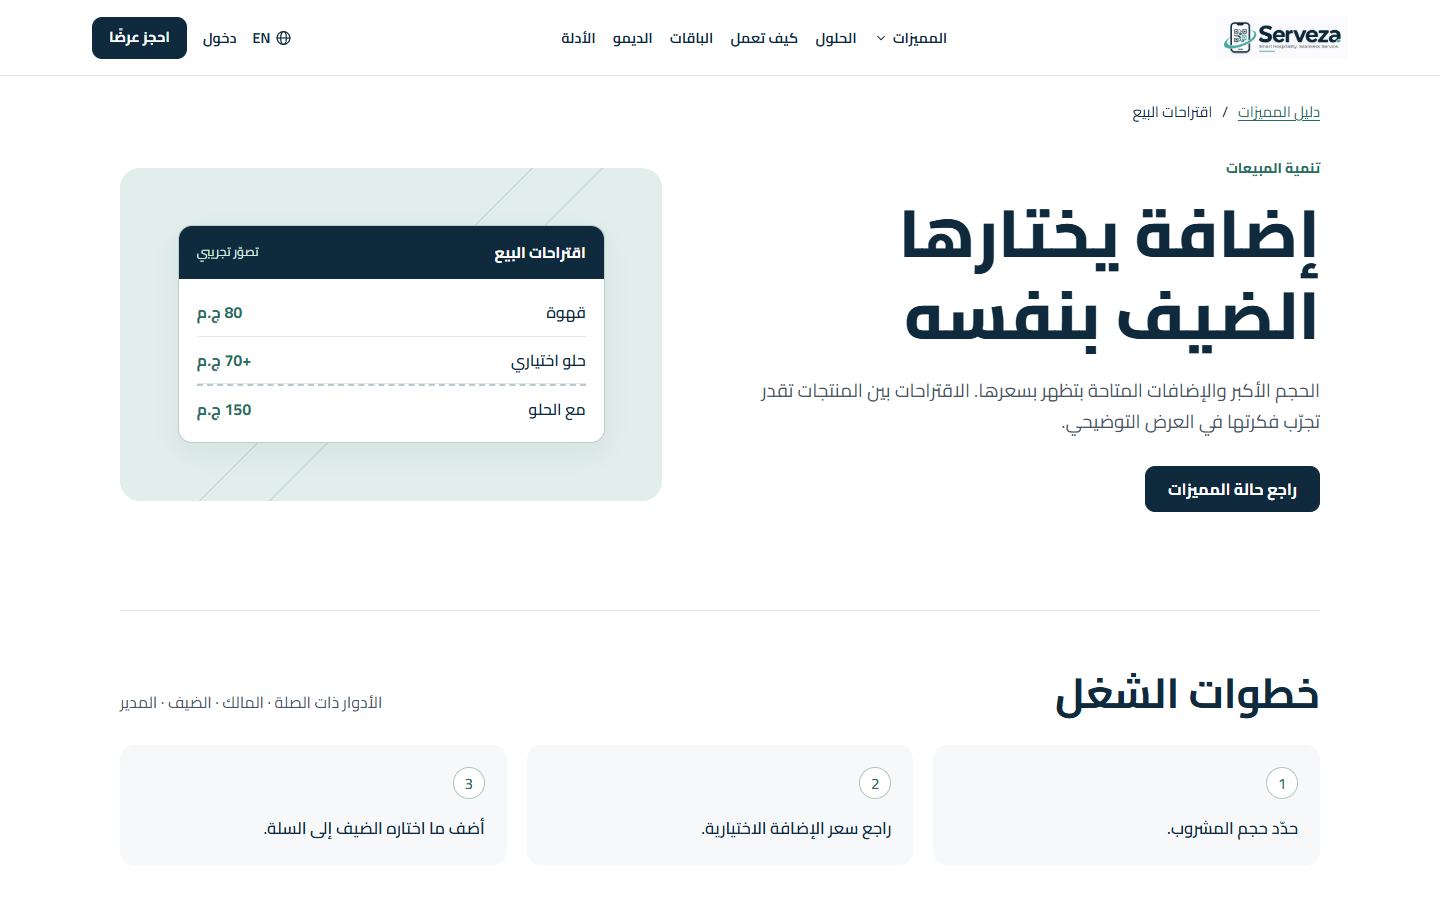 Serveza
Smart Hospitality, Seamless Service.
المميزات
الحلول
كيف تعمل
الباقات
الديمو
الأدلة
EN
دخول
احجز عرضًا
دليل المميزات / اقتراحات البيع
تنمية المبيعات
إضافة يختارها
الضيف بنفسه
الحجم الأكبر والإضافات المتاحة بتظهر بسعرها. الاقتراحات بين المنتجات تقدر
تجرّب فكرتها في العرض التوضيحي.
راجع حالة المميزات
اقتراحات البيع
تصوّر تجريبي
قهوة
80 ج.م
حلو اختياري
+70 ج.م
مع الحلو
150 ج.م
خطوات الشغل
الأدوار ذات الصلة · المالك · الضيف · المدير
1
حدّد حجم المشروب.
2
راجع سعر الإضافة الاختيارية.
3
أضف ما اختاره الضيف إلى السلة.